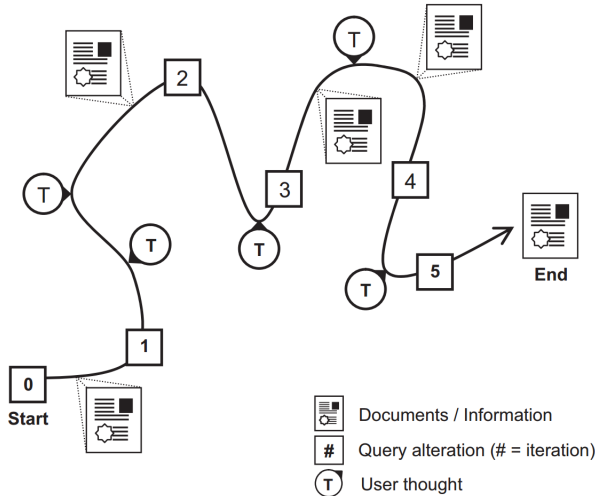 T
2
T
3
4
T
T
T
T
5
End
1
0
Start
Documents / Information
# Query alteration (# = iteration)
T User thought